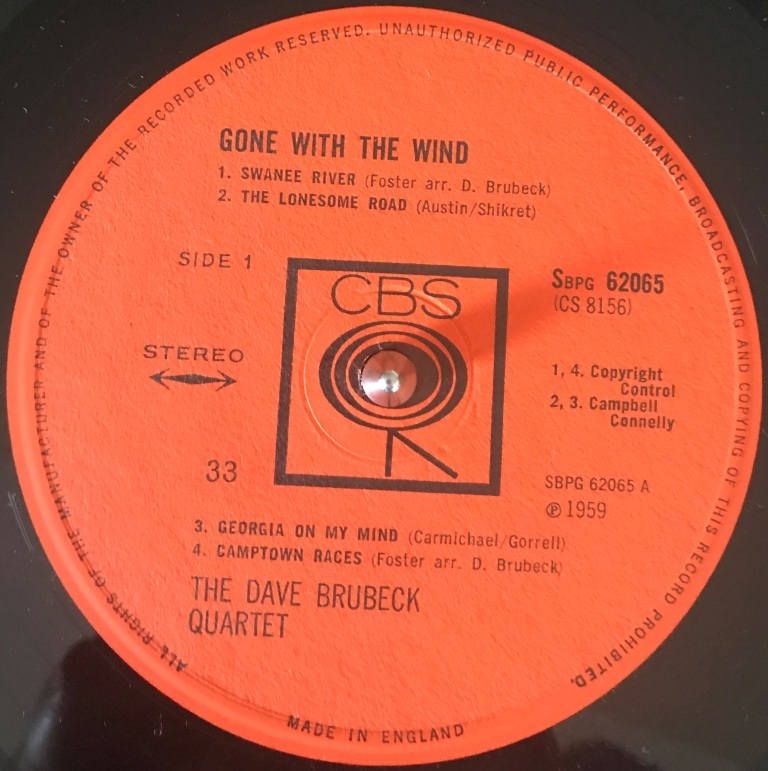 ALL RIGHTS OF THE MANUFACTURER AND OF THE OWNER OF THE RECORDED WORK RESERVED. UNAUTHORIZED PUBLIC PERFORMANCE, BROADCASTING AND COPYING OF THIS RECORD PROHIBITED.
GONE WITH THE WIND
1. SWANEE RIVER (Foster arr. D. Brubeck)
2. THE LONESOME ROAD (Austin/Shikret)
SIDE 1
CBS
SBPG 62065
(CS 8156)
STEREO
1, 4. Copyright
Control
2, 3. Campbell
Connelly
33
SBPG 62065 A
℗ 1959
3. GEORGIA ON MY MIND (Carmichael/Gorrell)
4. CAMPTOWN RACES (Foster arr. D. Brubeck)
THE DAVE BRUBECK
QUARTET
MADE IN ENGLAND